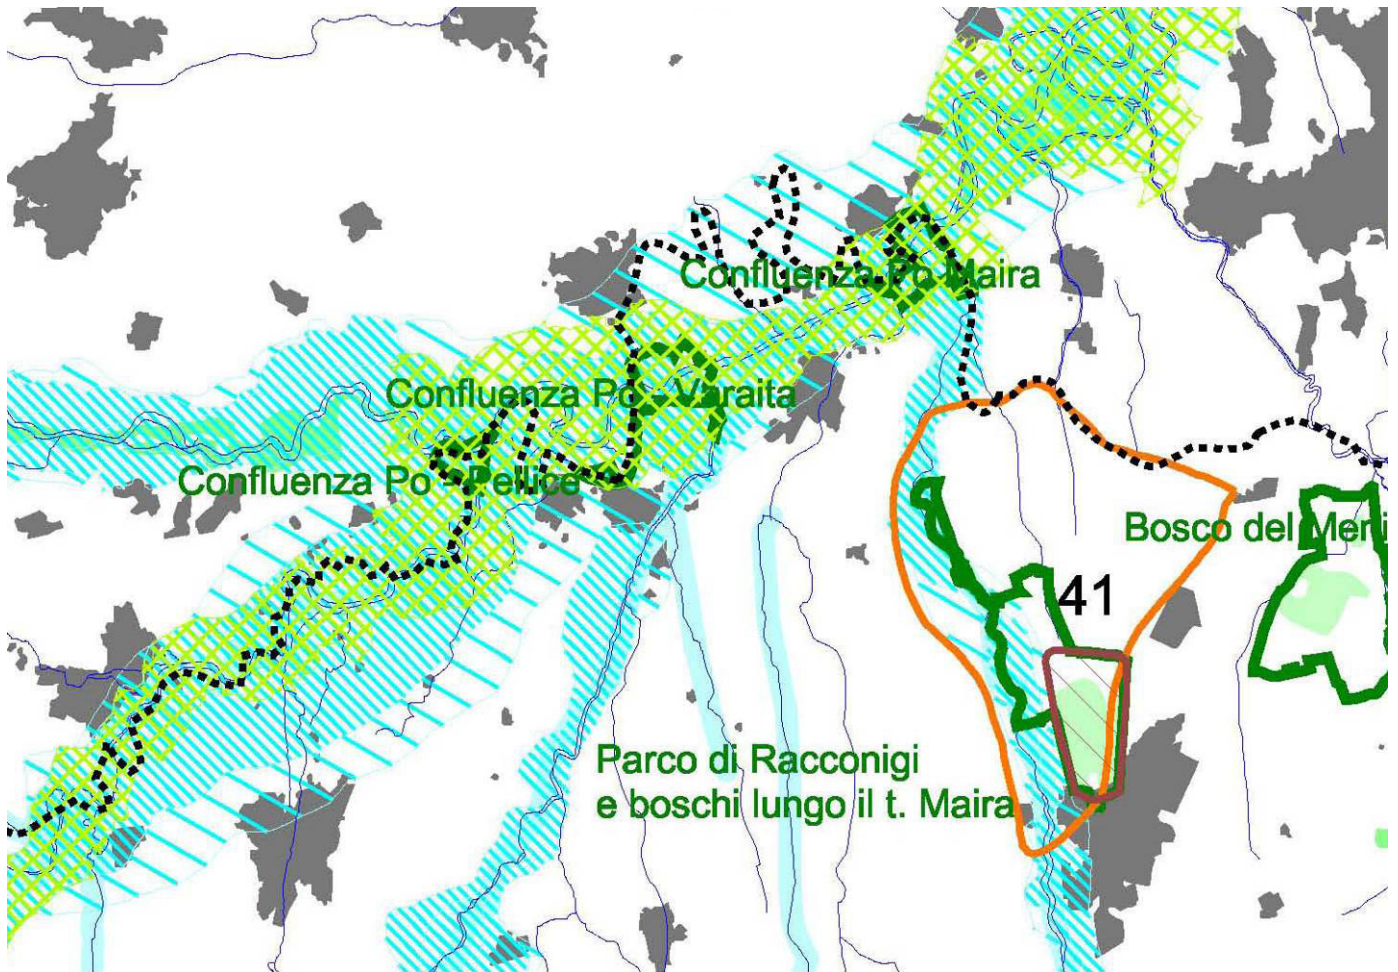 Confluenza Po Maira
Confluenza Po - Varaita
Confluenza Po - Pellice
Bosco del Merl
41
Parco di Racconigi
e boschi lungo il t. Maira